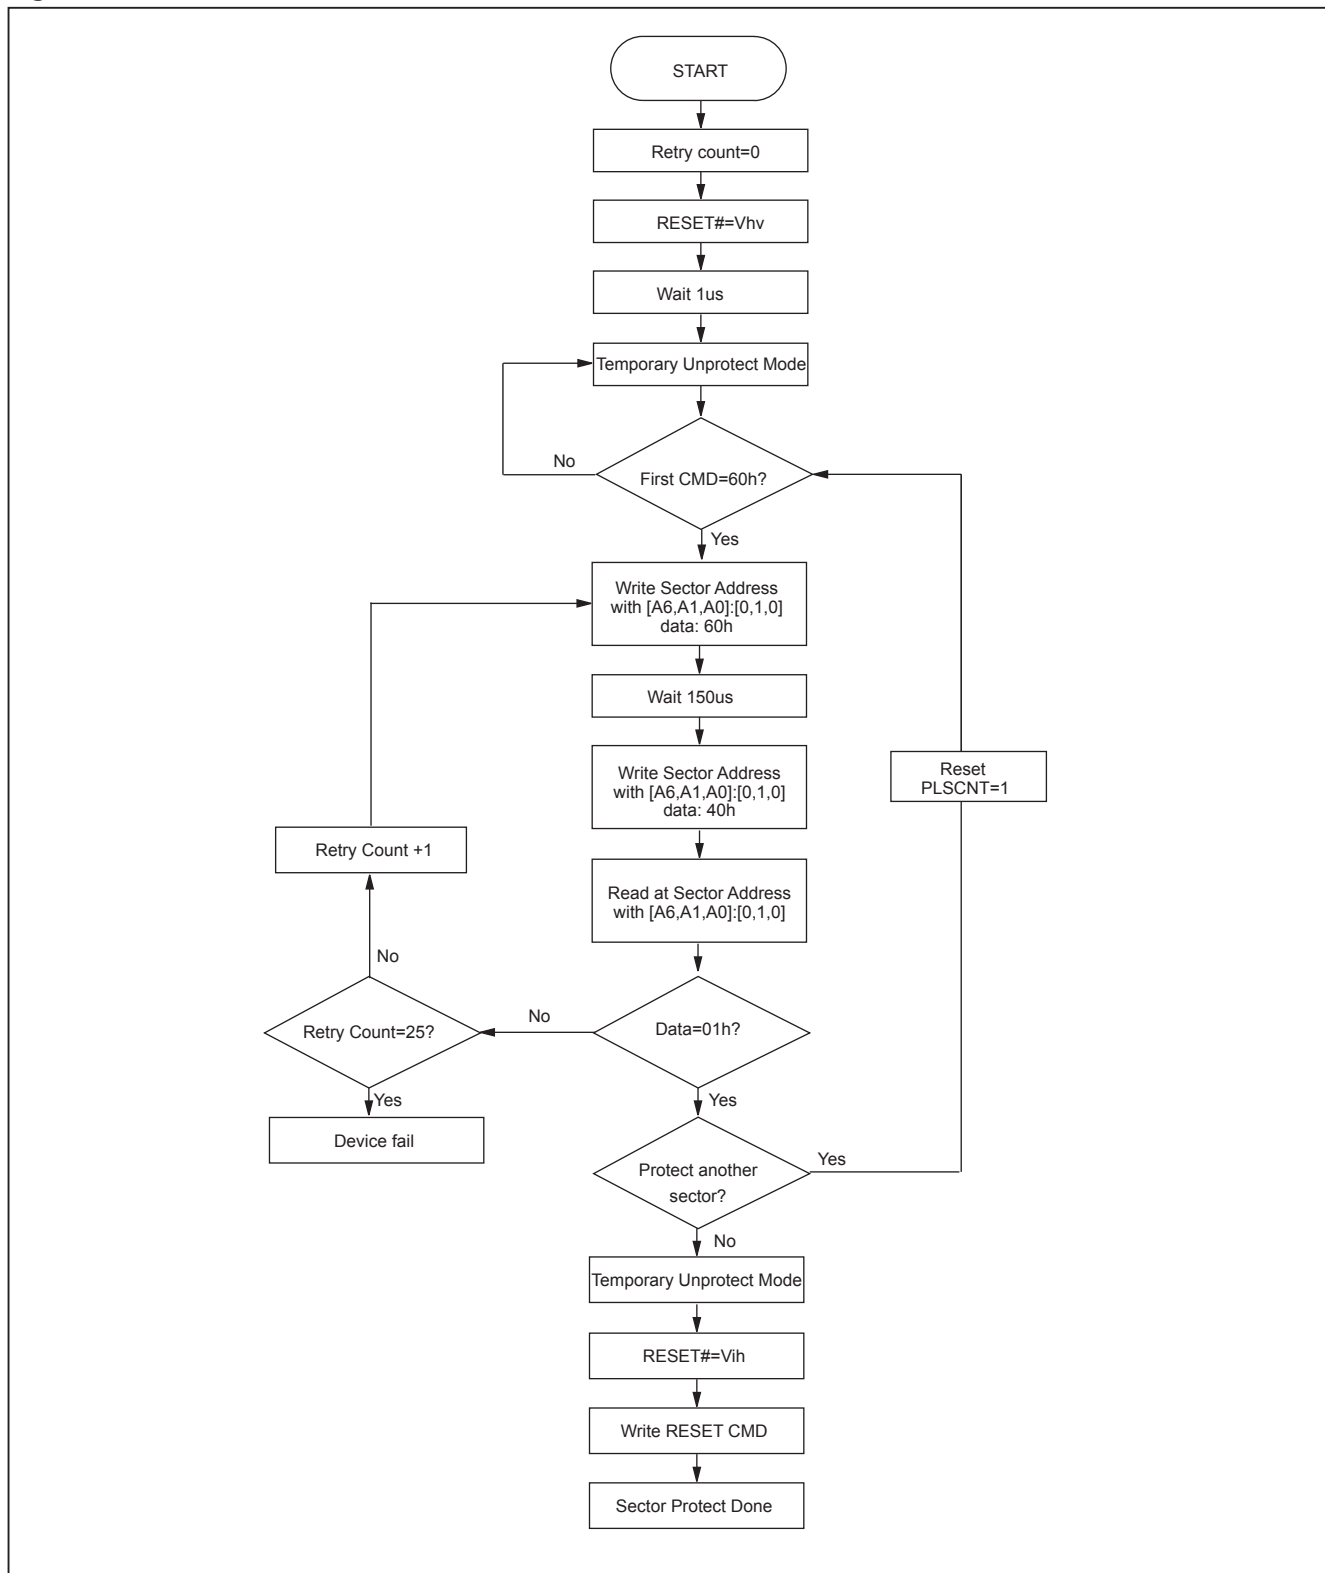 START
Retry count=0
RESET#=Vhv
Wait 1us
Temporary Unprotect Mode
No
First CMD=60h?
Yes
Write Sector Address
with [A6,A1,A0]:[0,1,0]
data: 60h
Wait 150us
Write Sector Address
with [A6,A1,A0]:[0,1,0]
data: 40h
Reset
PLSCNT=1
Retry Count +1
Read at Sector Address
with [A6,A1,A0]:[0,1,0]
No
Retry Count=25?
No
Data=01h?
Yes
Yes
Device fail
Protect another
sector?
Yes
No
Temporary Unprotect Mode
RESET#=Vih
Write RESET CMD
Sector Protect Done